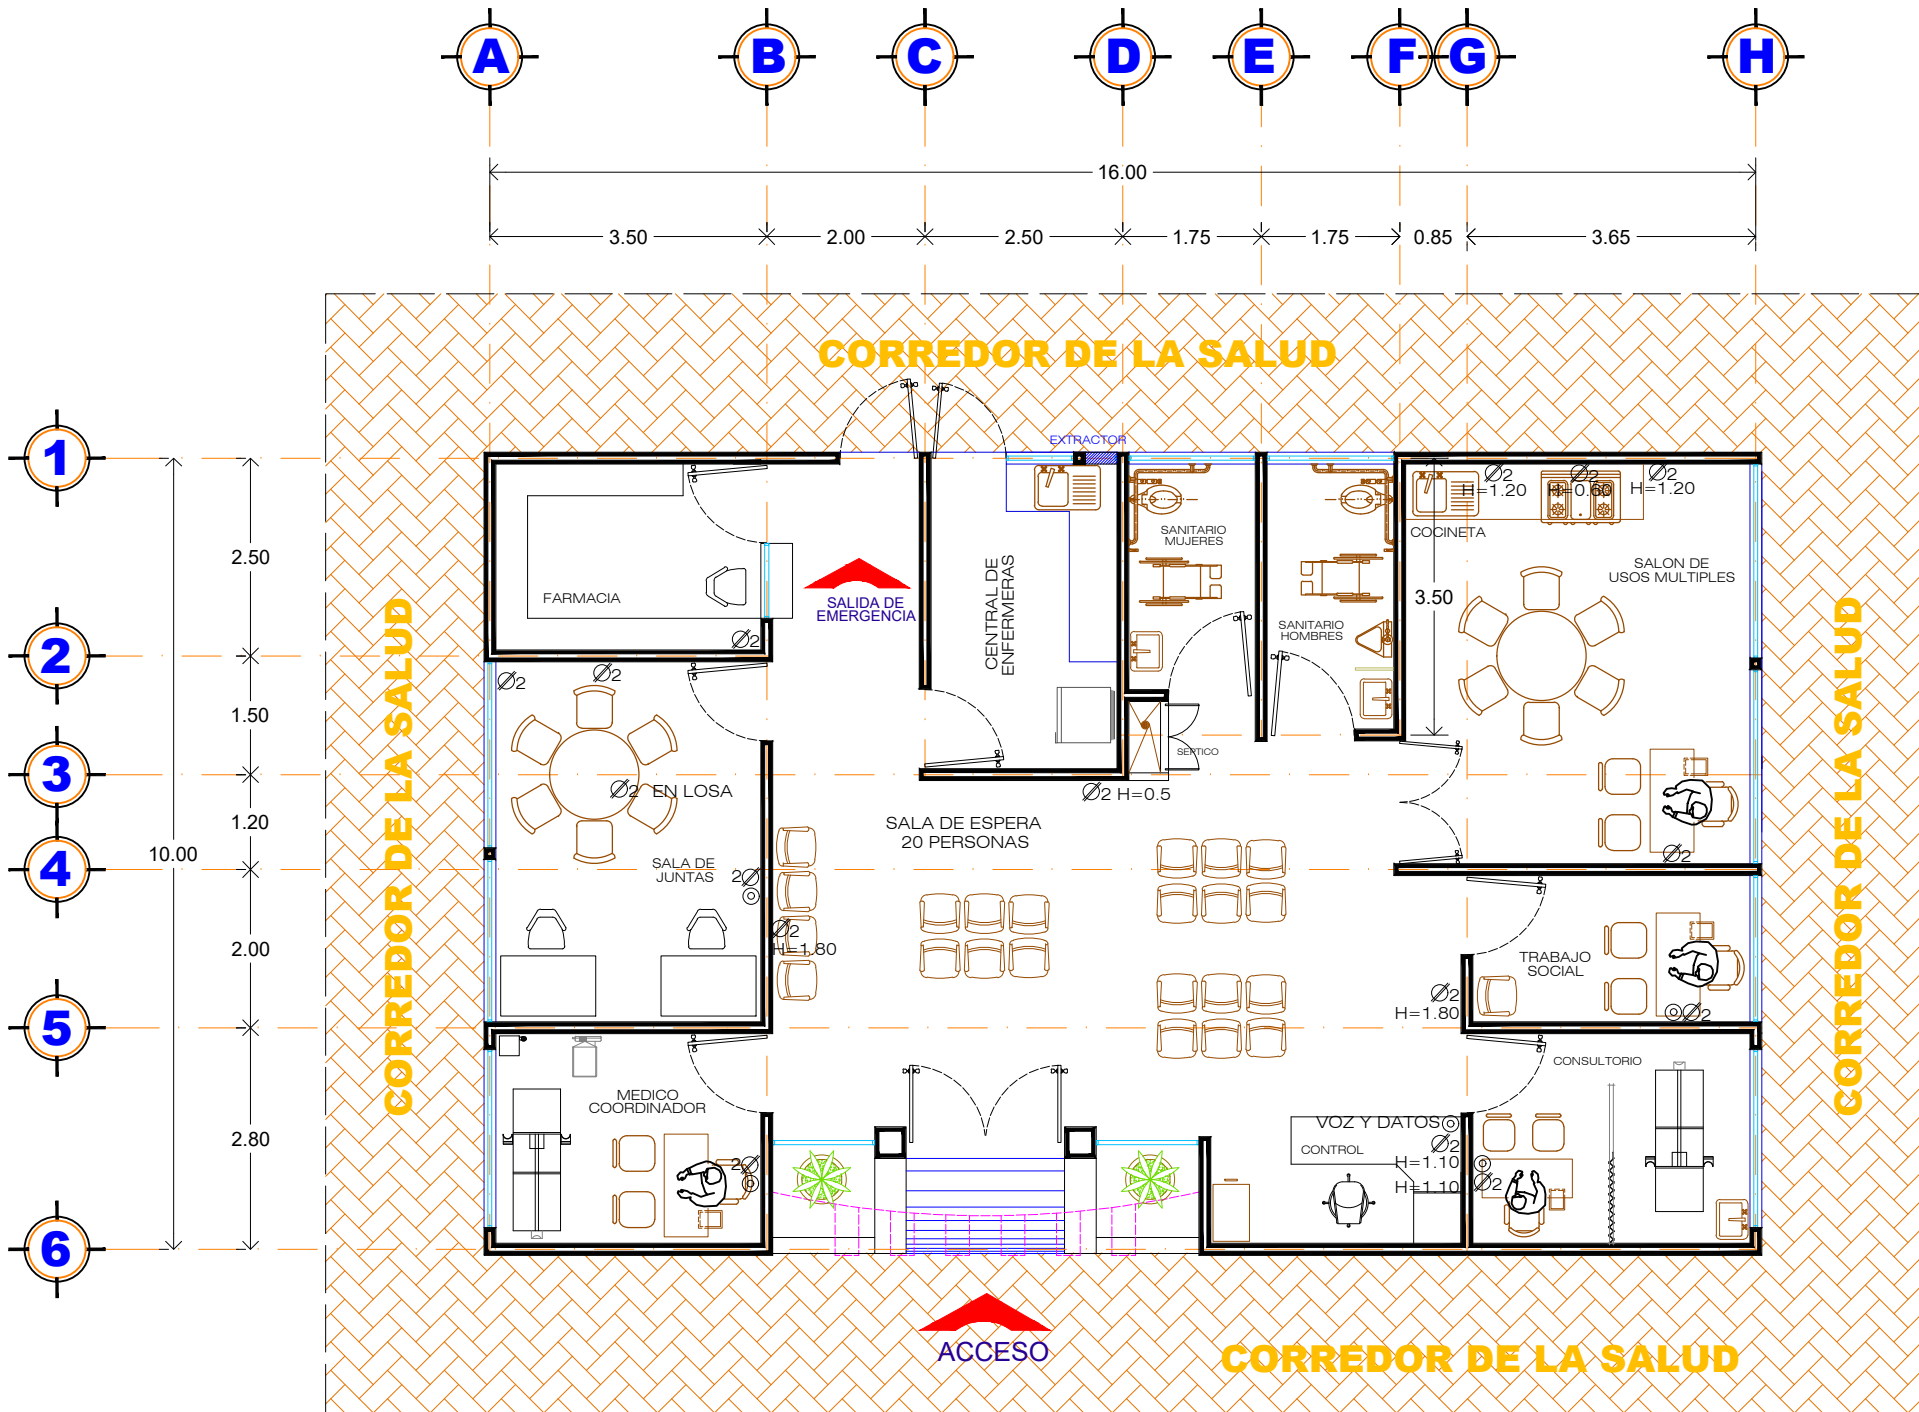 A B C D E F G H
16.00
3.50 2.00 2.50 1.75 1.75 0.85 3.65
CORREDOR DE LA SALUD
1
2
3
4
5
6
10.00
2.50
1.50
1.20
2.00
2.80
CORREDOR DE LA SALUD
EXTRACTOR
FARMACIA
Ø2
SALIDA DE
EMERGENCIA
CENTRAL DE
ENFERMERAS
SANITARIO
MUJERES
SANITARIO
HOMBRES
SEPTICO
Ø2
H=1.20
Ø2
H=0.60
Ø2
H=1.20
COCINETA
3.50
SALON DE
USOS MULTIPLES
Ø2
Ø2
Ø2 EN LOSA
SALA DE
JUNTAS
2Ø
Ø2
H=1.80
Ø2 H=0.5
SALA DE ESPERA
20 PERSONAS
Ø2
TRABAJO
SOCIAL
Ø2
Ø2
H=1.80
MEDICO
COORDINADOR
2Ø
VOZ Y DATOS
CONTROL
Ø2
H=1.10
H=1.10
Ø2
CONSULTORIO
CORREDOR DE LA SALUD
ACCESO
CORREDOR DE LA SALUD